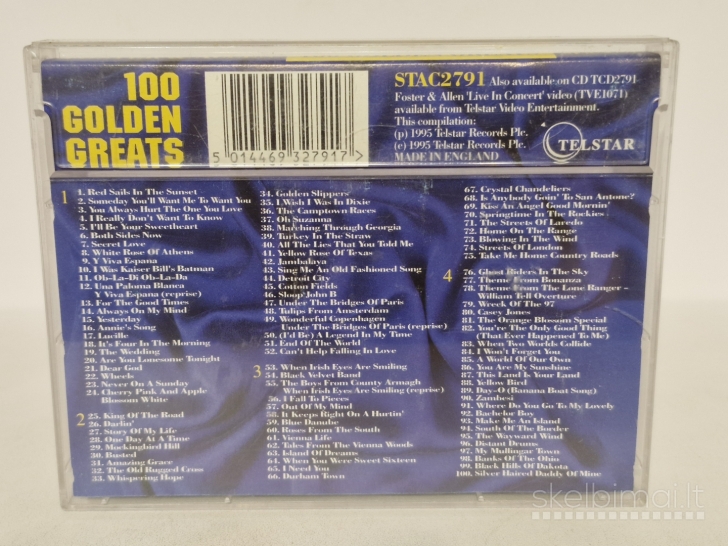 100
GOLDEN
GREATS
5 014469 327917 >
STAC2791 Also available on CD TCD2791
Foster & Allen 'Live In Concert' video (TVE1071)
available from Telstar Video Entertainment.
This compilation:
(p) 1995 Telstar Records Plc.
(c) 1995 Telstar Records Plc.
MADE IN ENGLAND
TELSTAR
1 1. Red Sails In The Sunset
2. Someday You'll Want Me To Want You
3. You Always Hurt The One You Love
4. I Really Don't Want To Know
5. I'll Be Your Sweetheart
6. Both Sides Now
7. Secret Love
8. White Rose Of Athens
9. Y Viva Espana
10. I Was Kaiser Bill's Batman
11. Ob-La-Di Ob-La-Da
12. Una Paloma Blanca
Y Viva Espana (reprise)
13. For The Good Times
14. Always On My Mind
15. Yesterday
16. Annie's Song
17. Lucille
18. It's Four In The Morning
19. The Wedding
20. Are You Lonesome Tonight
21. Dear God
22. Wheels
23. Never On A Sunday
24. Cherry Pink And Apple
Blossom White
2 25. King Of The Road
26. Darlin'
27. Story Of My Life
28. One Day At A Time
29. Mockingbird Hill
30. Busted
31. Amazing Grace
32. The Old Rugged Cross
33. Whispering Hope
34. Golden Slippers
35. I Wish I Was In Dixie
36. The Camptown Races
37. Oh Suzanna
38. Marching Through Georgia
39. Turkey In The Straw
40. All The Lies That You Told Me
41. Yellow Rose Of Texas
42. Jambalaya
43. Sing Me An Old Fashioned Song
44. Detroit City
45. Cotton Fields
46. Sloop John B
47. Under The Bridges Of Paris
48. Tulips From Amsterdam
49. Wonderful Copenhagen
Under The Bridges Of Paris (reprise)
50. (I'd Be) A Legend In My Time
51. End Of The World
52. Can't Help Falling In Love
3 53. When Irish Eyes Are Smiling
54. Black Velvet Band
55. The Boys From County Armagh
When Irish Eyes Are Smiling (reprise)
56. I Fall To Pieces
57. Out Of My Mind
58. It Keeps Right On A Hurtin'
59. Blue Danube
60. Roses From The South
61. Vienna Life
62. Tales From The Vienna Woods
63. Island Of Dreams
64. When You Were Sweet Sixteen
65. I Need You
66. Durham Town
67. Crystal Chandeliers
68. Is Anybody Goin' To San Antone?
69. Kiss An Angel Good Mornin'
70. Springtime In The Rockies
71. The Streets Of Laredo
72. Home On The Range
73. Blowing In The Wind
74. Streets Of London
75. Take Me Home Country Roads
4 76. Ghost Riders In The Sky
77. Theme From Bonanza
78. Theme From The Lone Ranger -
William Tell Overture
79. Wreck Of The 97
80. Casey Jones
81. The Orange Blossom Special
82. You're The Only Good Thing
(That Ever Happened To Me)
83. When Two Worlds Collide
84. I Won't Forget You
85. A World Of Our Own
86. You Are My Sunshine
87. This Land Is Your Land
88. Yellow Bird
89. Day-O (Banana Boat Song)
90. Zambesi
91. Where Do You Go To My Lovely
92. Bachelor Boy
93. Make Me An Island
94. South Of The Border
95. The Wayward Wind
96. Distant Drums
97. My Mullingar Town
98. Banks Of The Ohio
99. Black Hills Of Dakota
100. Silver Haired Daddy Of Mine
skelbimai.lt